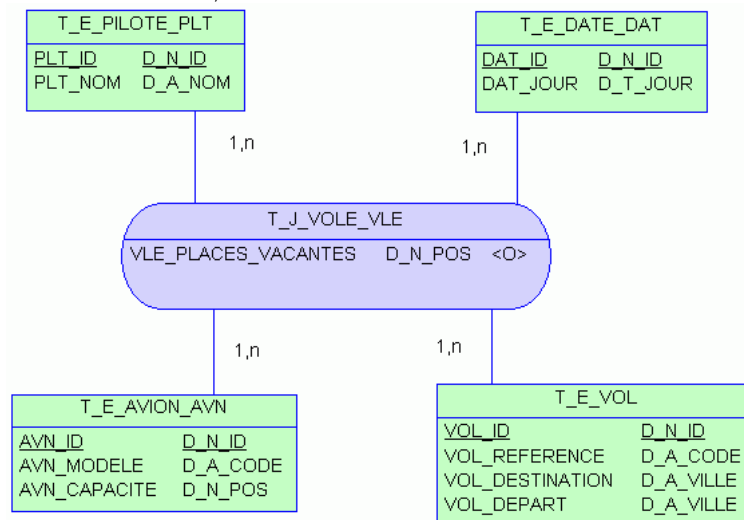 T_E_PILOTE_PLT
PLT_ID D_N_ID
PLT_NOM D_A_NOM
T_E_DATE_DAT
DAT_ID D_N_ID
DAT_JOUR D_T_JOUR
1,n
1,n
T_J_VOLE_VLE
VLE_PLACES_VACANTES D_N_POS <O>
1,n
1,n
T_E_AVION_AVN
AVN_ID D_N_ID
AVN_MODELE D_A_CODE
AVN_CAPACITE D_N_POS
T_E_VOL
VOL_ID D_N_ID
VOL_REFERENCE D_A_CODE
VOL_DESTINATION D_A_VILLE
VOL_DEPART D_A_VILLE